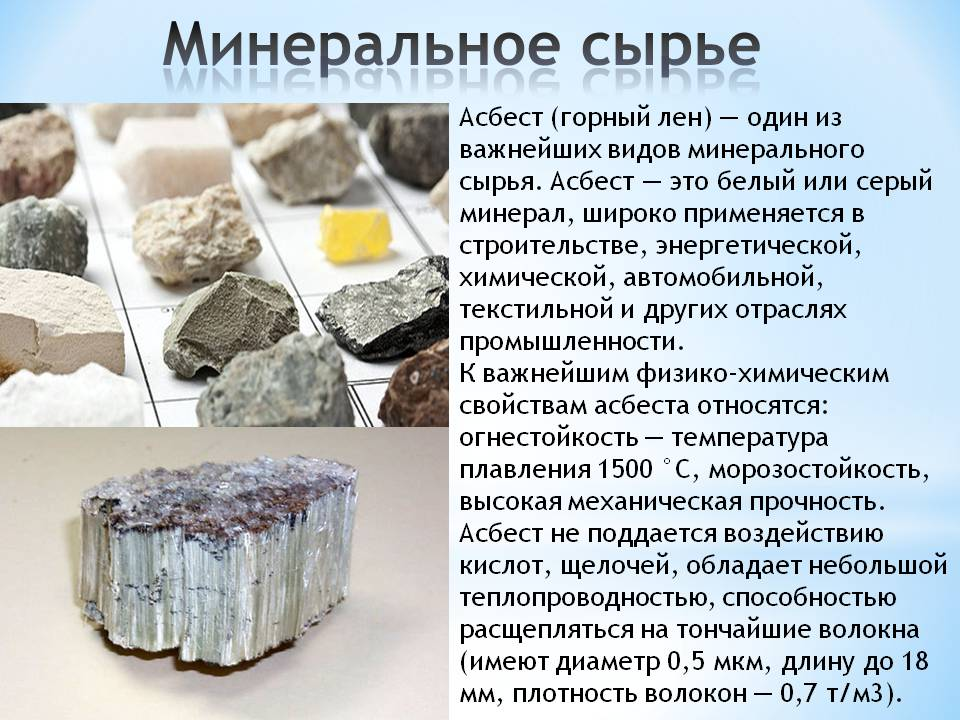 Минеральное сырье
Асбест (горный лен) — один из
важнейших видов минерального
сырья. Асбест — это белый или серый
минерал, широко применяется в
строительстве, энергетической,
химической, автомобильной,
текстильной и других отраслях
промышленности.
К важнейшим физико-химическим
свойствам асбеста относятся:
огнестойкость — температура
плавления 1500 °С, морозостойкость,
высокая механическая прочность.
Асбест не поддается воздействию
кислот, щелочей, обладает небольшой
теплопроводностью, способностью
расщепляться на тончайшие волокна
(имеют диаметр 0,5 мкм, длину до 18
мм, плотность волокон — 0,7 т/м3).